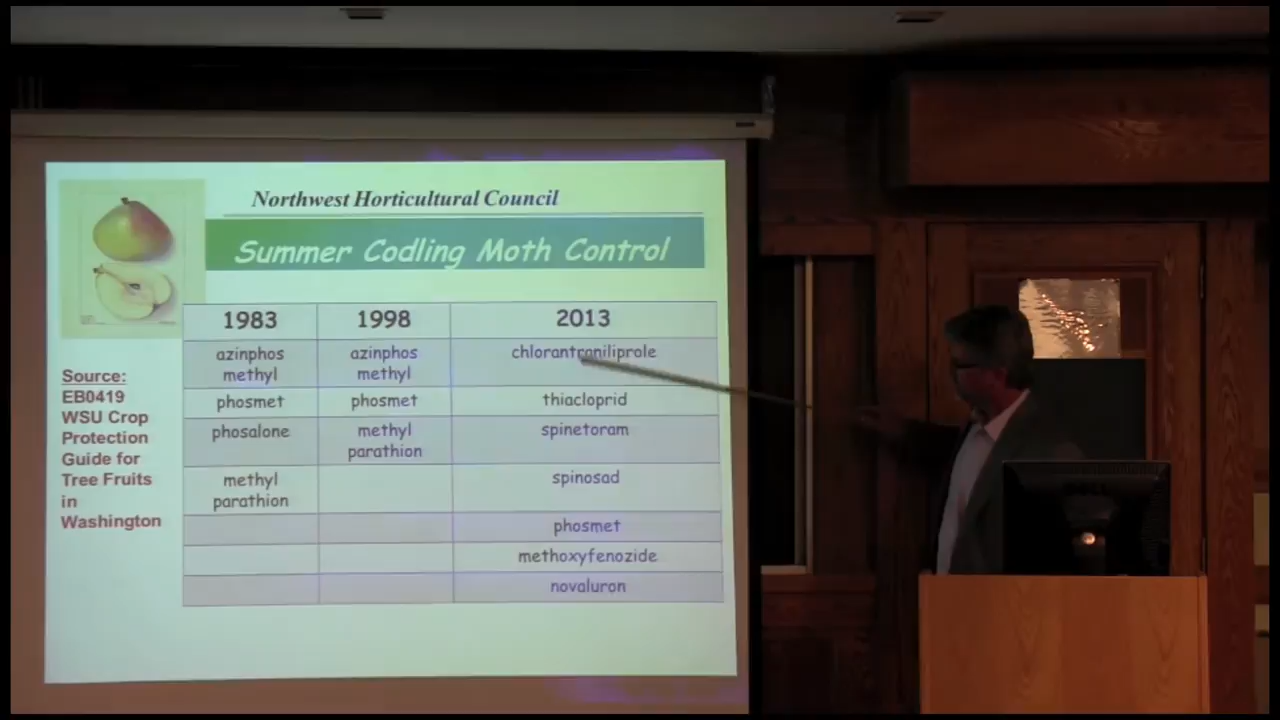 Northwest Horticultural Council
Summer Codling Moth Control
1983 1998 2013
azinphos methyl azinphos methyl chlorantraniliprole
phosmet phosmet thiacloprid
phosalone methyl parathion spinetoram
methyl parathion spinosad
phosmet
methoxyfenozide
novaluron
Source:
EB0419
WSU Crop
Protection
Guide for
Tree Fruits
in
Washington